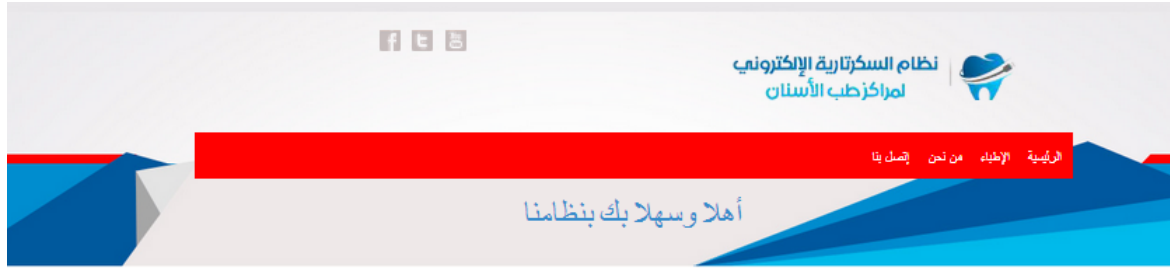 نظام السكرتارية الإلكتروني
لمراكز طب الأسنان
الرئيسية الإطباء من نحن إتصل بنا
أهلا وسهلا بك بنظامنا